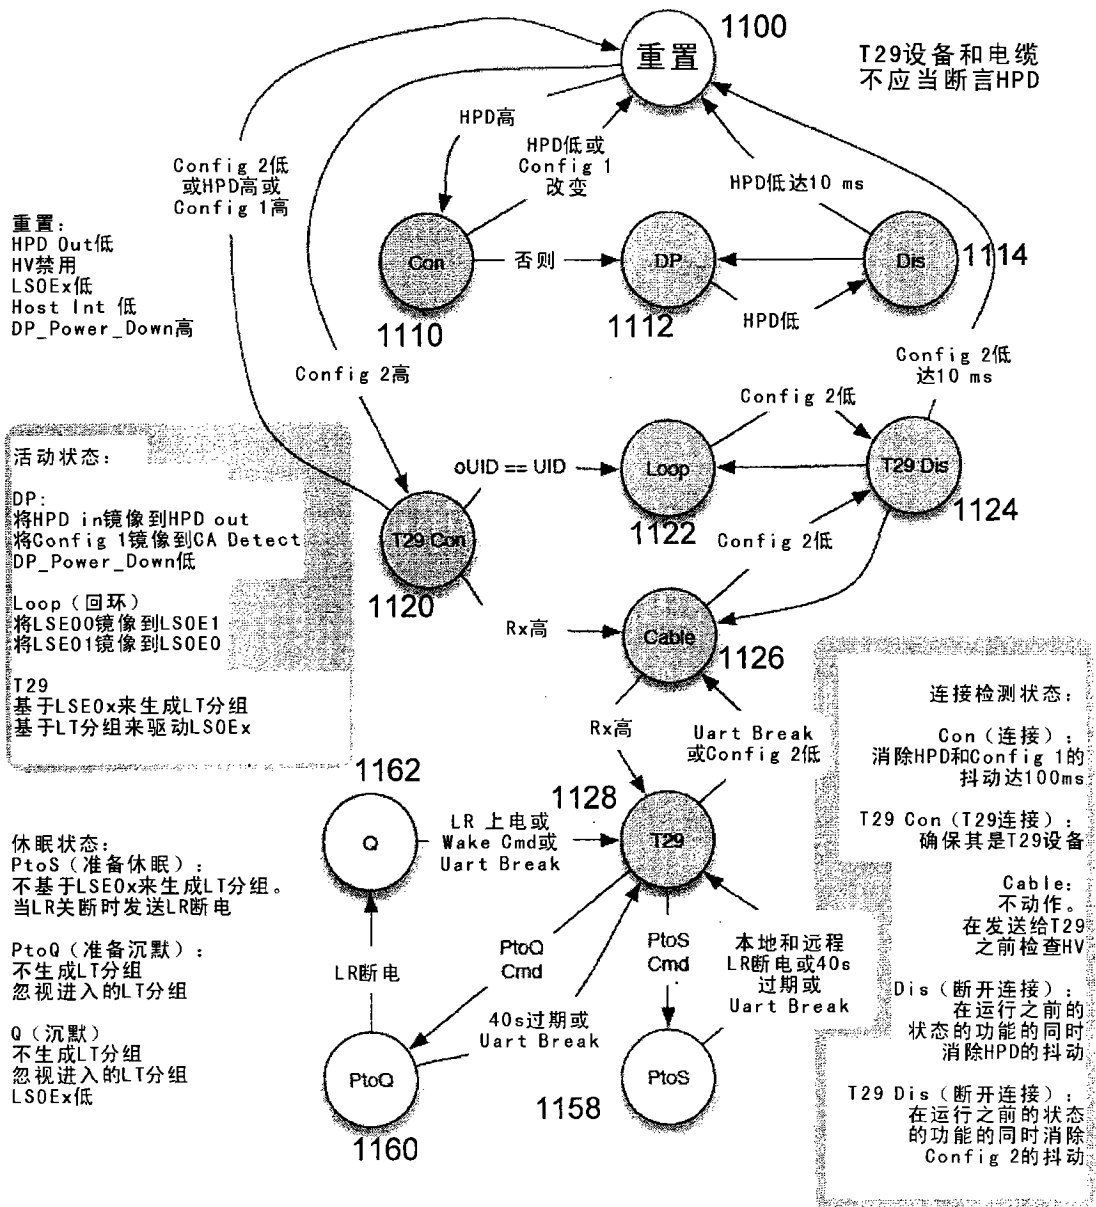 1100
重置
T29设备和电缆
不应当断言HPD
HPD高
HPD低或
Config 1
改变
HPD低达10 ms
Config 2低
或HPD高或
Config 1高
重置：
HPD Out低
HV禁用
LSOEx低
Host Int 低
DP_Power_Down高
Con
1110
否则
DP
1112
Dis
1114
HPD低
Config 2高
Config 2低
达10 ms
Config 2低
活动状态：
DP：
将HPD in镜像到HPD out
将Config 1镜像到CA Detect
DP_Power_Down低
Loop（回环）
将LSEO0镜像到LSOE1
将LSEO1镜像到LSOE0
T29
基于LSEOx来生成LT分组
基于LT分组来驱动LSOEx
oUID == UID
Loop
1122
T29 Dis
1124
T29 Con
1120
Config 2低
Rx高
Cable
1126
Rx高
Uart Break
或Config 2低
连接检测状态：
Con（连接）：
消除HPD和Config 1的
抖动达100ms
T29 Con（T29连接）：
确保其是T29设备
Cable：
不动作。
在发送给T29
之前检查HV
Dis（断开连接）：
在运行之前的
状态的功能的同时
消除HPD的抖动
T29 Dis（断开连接）：
在运行之前的状态
的功能的同时消除
Config 2的抖动
1162
Q
LR 上电或
Wake Cmd或
Uart Break
1128
T29
休眠状态：
PtoS（准备休眠）：
不基于LSEOx来生成LT分组。
当LR关断时发送LR断电
PtoQ（准备沉默）：
不生成LT分组
忽视进入的LT分组
Q（沉默）
不生成LT分组
忽视进入的LT分组
LSOEx低
LR断电
PtoQ
Cmd
PtoS
Cmd
本地和远程
LR断电或40s
过期或
Uart Break
40s过期或
Uart Break
PtoQ
1160
PtoS
1158